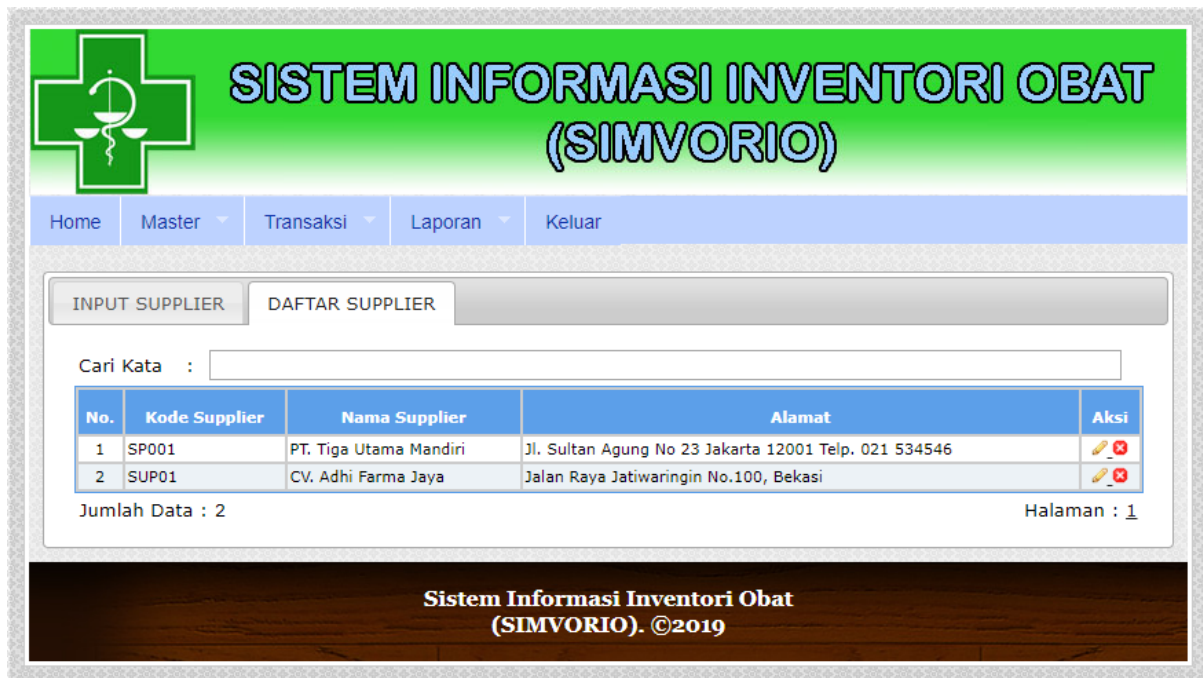 SISTEM INFORMASI INVENTORI OBAT
(SIMVORIO)
Home Master Transaksi Laporan Keluar
INPUT SUPPLIER DAFTAR SUPPLIER
Cari Kata :
No. Kode Supplier Nama Supplier Alamat Aksi
1 SP001 PT. Tiga Utama Mandiri Jl. Sultan Agung No 23 Jakarta 12001 Telp. 021 534546
2 SUP01 CV. Adhi Farma Jaya Jalan Raya Jatiwaringin No.100, Bekasi
Jumlah Data : 2 Halaman : 1
Sistem Informasi Inventori Obat
(SIMVORIO). ©2019